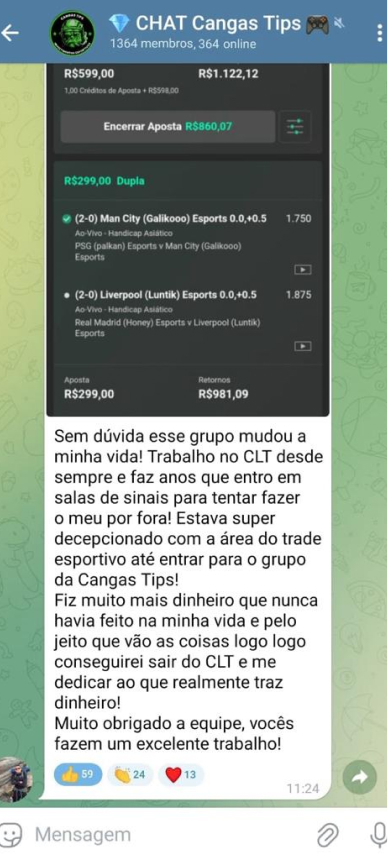 CHAT Cangas Tips
1364 membros, 364 online
R$599,00 R$1.122,12
1,00 Créditos de Aposta + R$598,00
Encerrar Aposta R$860,07
R$299,00 Dupla
(2-0) Man City (Galikooo) Esports 0.0,+0.5 1.750
Ao-Vivo - Handicap Asiático
PSG (palkan) Esports v Man City (Galikooo)
Esports
(2-0) Liverpool (Luntik) Esports 0.0,+0.5 1.875
Ao-Vivo - Handicap Asiático
Real Madrid (Honey) Esports v Liverpool (Luntik)
Esports
Aposta Retornos
R$299,00 R$981,09
Sem dúvida esse grupo mudou a
minha vida! Trabalho no CLT desde
sempre e faz anos que entro em
salas de sinais para tentar fazer
o meu por fora! Estava super
decepcionado com a área do trade
esportivo até entrar para o grupo
da Cangas Tips!
Fiz muito mais dinheiro que nunca
havia feito na minha vida e pelo
jeito que vão as coisas logo logo
conseguirei sair do CLT e me
dedicar ao que realmente traz
dinheiro!
Muito obrigado a equipe, vocês
fazem um excelente trabalho!
59 24 13
11:24
Mensagem